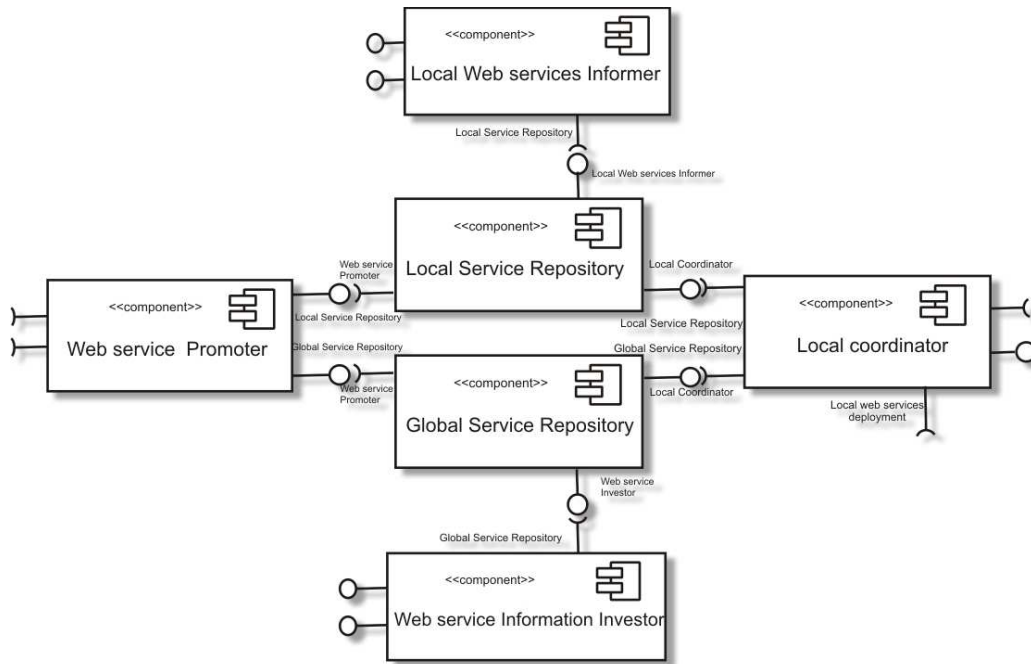 <<component>>
Local Web services Informer
Local Service Repository
Local Web services Informer
<<component>>
Local Service Repository
Web service
Promoter
Local Service Repository
Local Coordinator
Local Service Repository
<<component>>
Web service Promoter
<<component>>
Local coordinator
Global Service Repository
Web service
Promoter
<<component>>
Global Service Repository
Global Service Repository
Local Coordinator
Local web services
deployment
Web service
Investor
Global Service Repository
<<component>>
Web service Information Investor